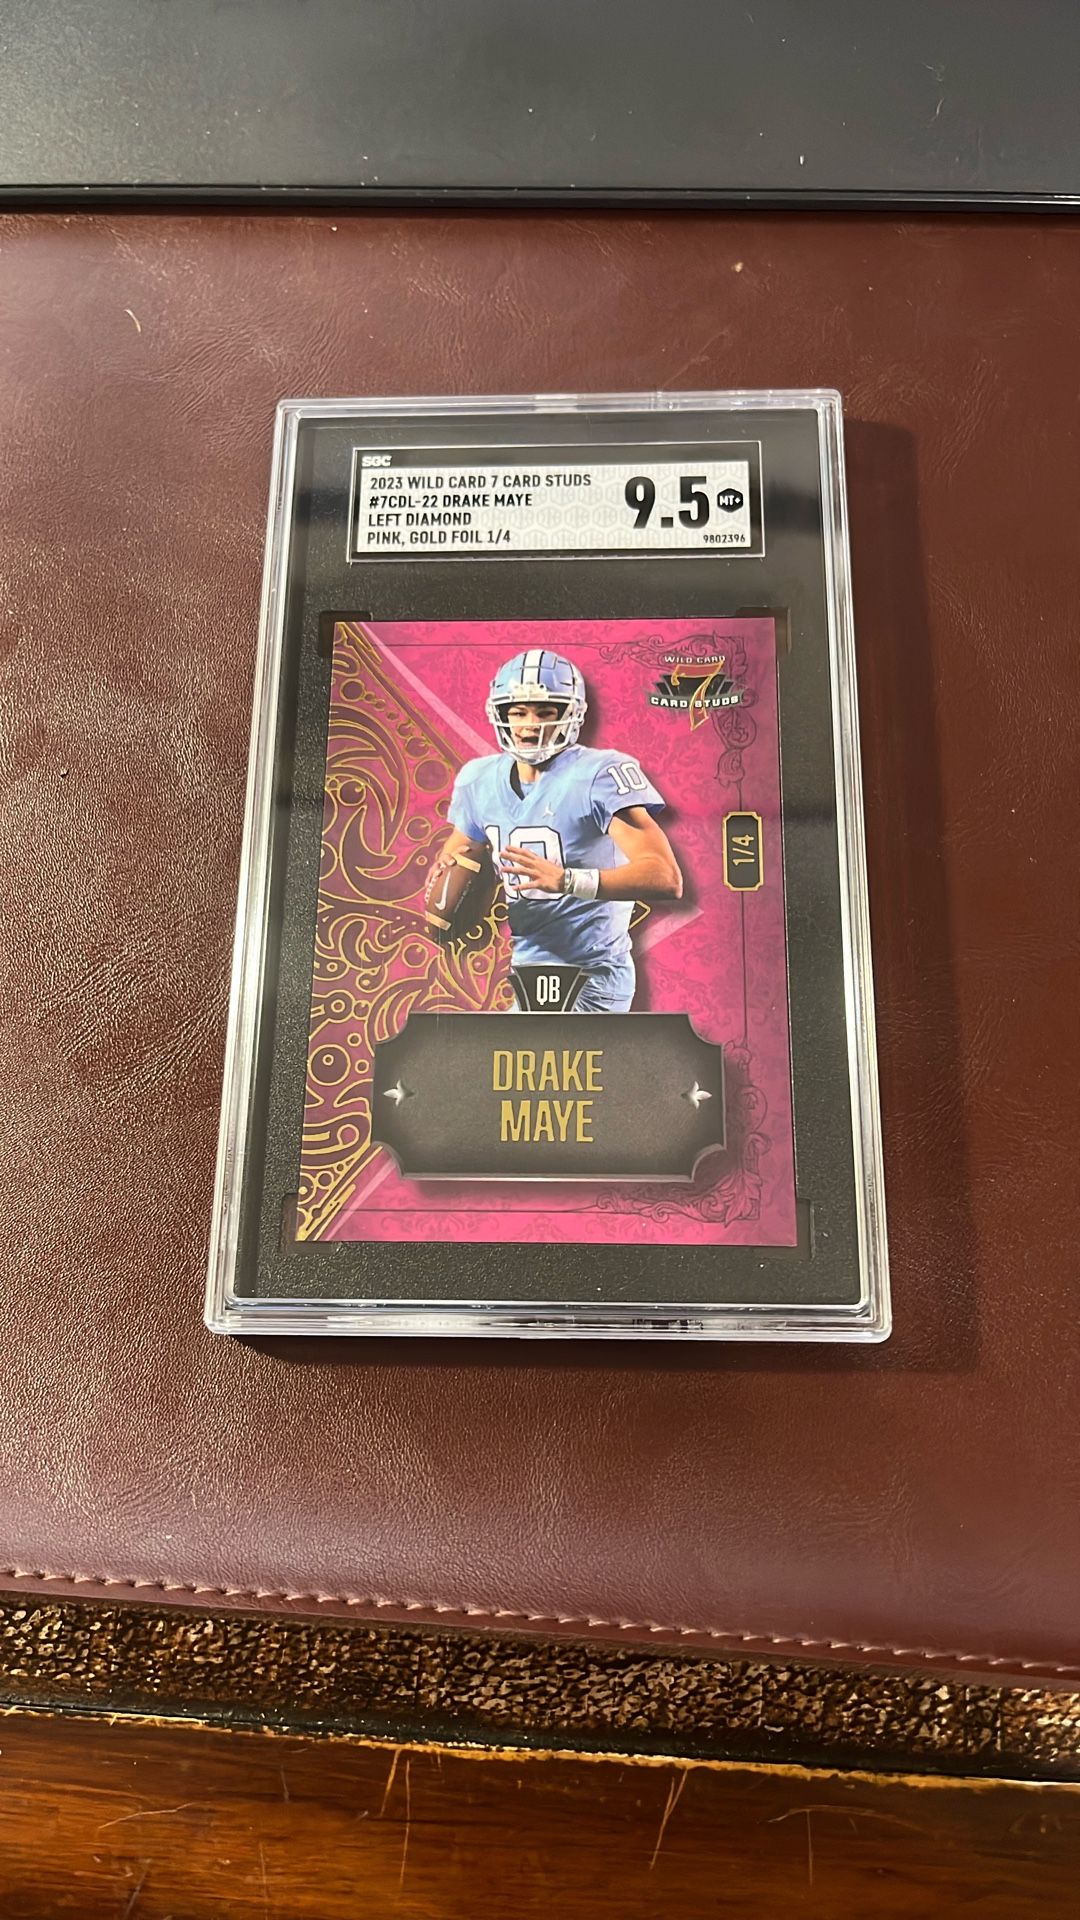 SGC
2023 WILD CARD 7 CARD STUDS
#7CDL-22 DRAKE MAYE
LEFT DIAMOND
PINK, GOLD FOIL 1/4
9.5
MT+
9802396
WILD CARD
7
CARD STUDS
10
10
1/4
QB
DRAKE
MAYE